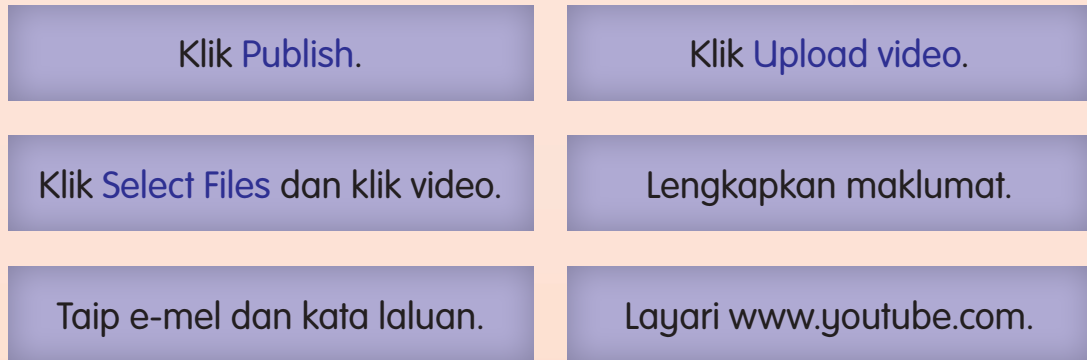 Klik Publish.
Klik Upload video.
Klik Select Files dan klik video.
Lengkapkan maklumat.
Taip e-mel dan kata laluan.
Layari www.youtube.com.